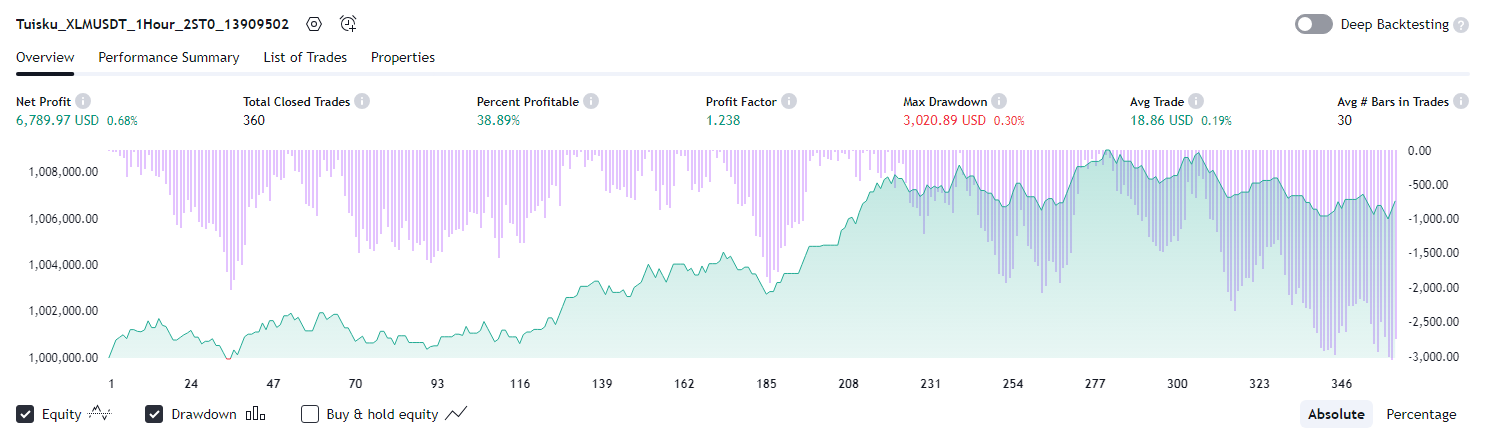 Tuisku_XLMUSDT_1Hour_2ST0_13909502 Deep Backtesting ?
Overview Performance Summary List of Trades Properties
Net Profit i Total Closed Trades i Percent Profitable i Profit Factor i Max Drawdown i Avg Trade i Avg # Bars in Trades i
6,789.97 USD 0.68% 360 38.89% 1.238 3,020.89 USD 0.30% 18.86 USD 0.19% 30
0.00
1,008,000.00
-500.00
1,006,000.00 -1,000.00
-1,500.00
1,004,000.00
-2,000.00
1,002,000.00
-2,500.00
1,000,000.00 -3,000.00
1 24 47 70 93 116 139 162 185 208 231 254 277 300 323 346
Equity Drawdown Buy & hold equity Absolute Percentage